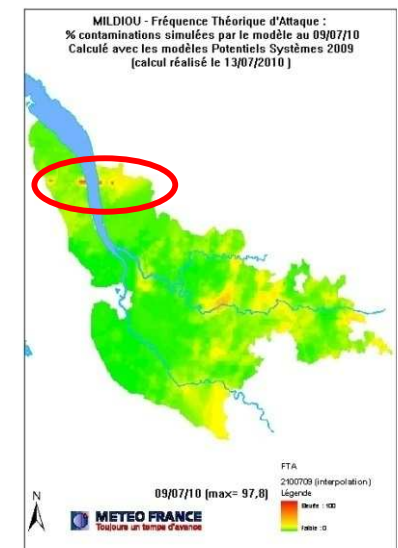 MILDIOU - Fréquence Théorique d'Attaque :
% contaminations simulées par le modèle au 09/07/10
Calculé avec les modèles Potentiels Systèmes 2009
(calcul réalisé le 13/07/2010 )
FTA
2100709 (interpolation)
Légende
Elevée : 100
Faible : 0
09/07/10 (max= 97,8)
N
METEO FRANCE
Toujours un temps d'avance